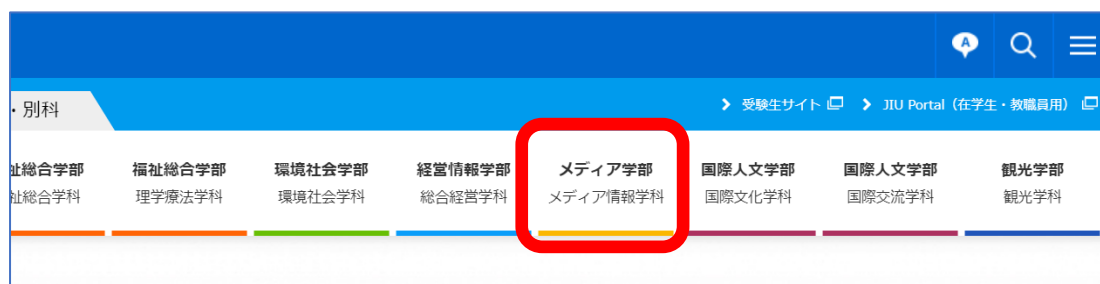 A
・別科
受験生サイト
JIU Portal（在学生・教職員用）
祉総合学部 福祉総合学部 環境社会学部 経営情報学部 メディア学部 国際人文学部 国際人文学部 観光学部
祉総合学科 理学療法学科 環境社会学科 総合経営学科 メディア情報学科 国際文化学科 国際交流学科 観光学科